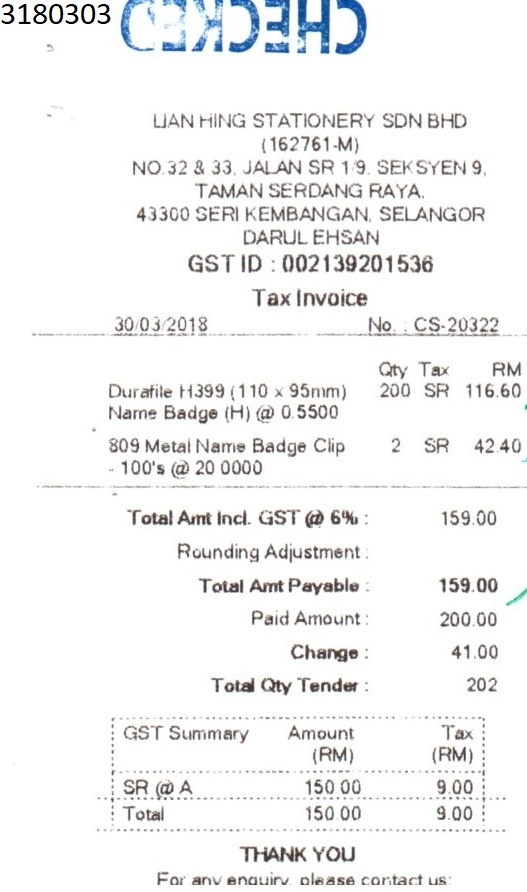 3180303
CHECKED
LIAN HING STATIONERY SDN BHD
(162761-M)
NO.32 & 33, JALAN SR 1/9, SEKSYEN 9,
TAMAN SERDANG RAYA,
43300 SERI KEMBANGAN, SELANGOR
DARUL EHSAN
GST ID : 002139201536
Tax Invoice
30/03/2018 No. : CS-20322
Qty Tax RM
Durafile H399 (110 x 95mm) 200 SR 116.60
Name Badge (H) @ 0.5500
809 Metal Name Badge Clip 2 SR 42.40
- 100's @ 20.0000
Total Amt Incl. GST @ 6% : 159.00
Rounding Adjustment :
Total Amt Payable : 159.00
Paid Amount : 200.00
Change : 41.00
Total Qty Tender : 202
GST Summary Amount Tax
(RM) (RM)
SR @ A 150.00 9.00
Total 150.00 9.00
THANK YOU
For any enquiry, please contact us: